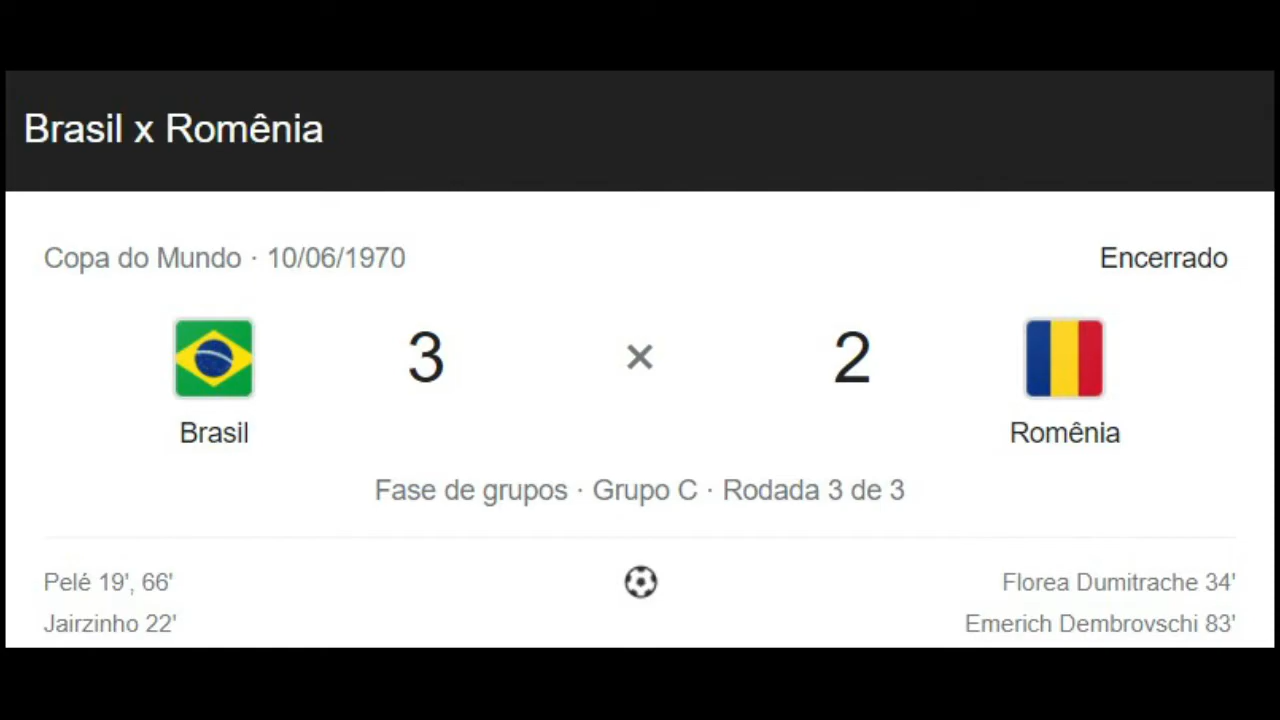 Brasil x Romênia
Copa do Mundo · 10/06/1970 Encerrado
3 × 2
Brasil Romênia
Fase de grupos · Grupo C · Rodada 3 de 3
Pelé 19', 66' Florea Dumitrache 34'
Jairzinho 22' Emerich Dembrovschi 83'